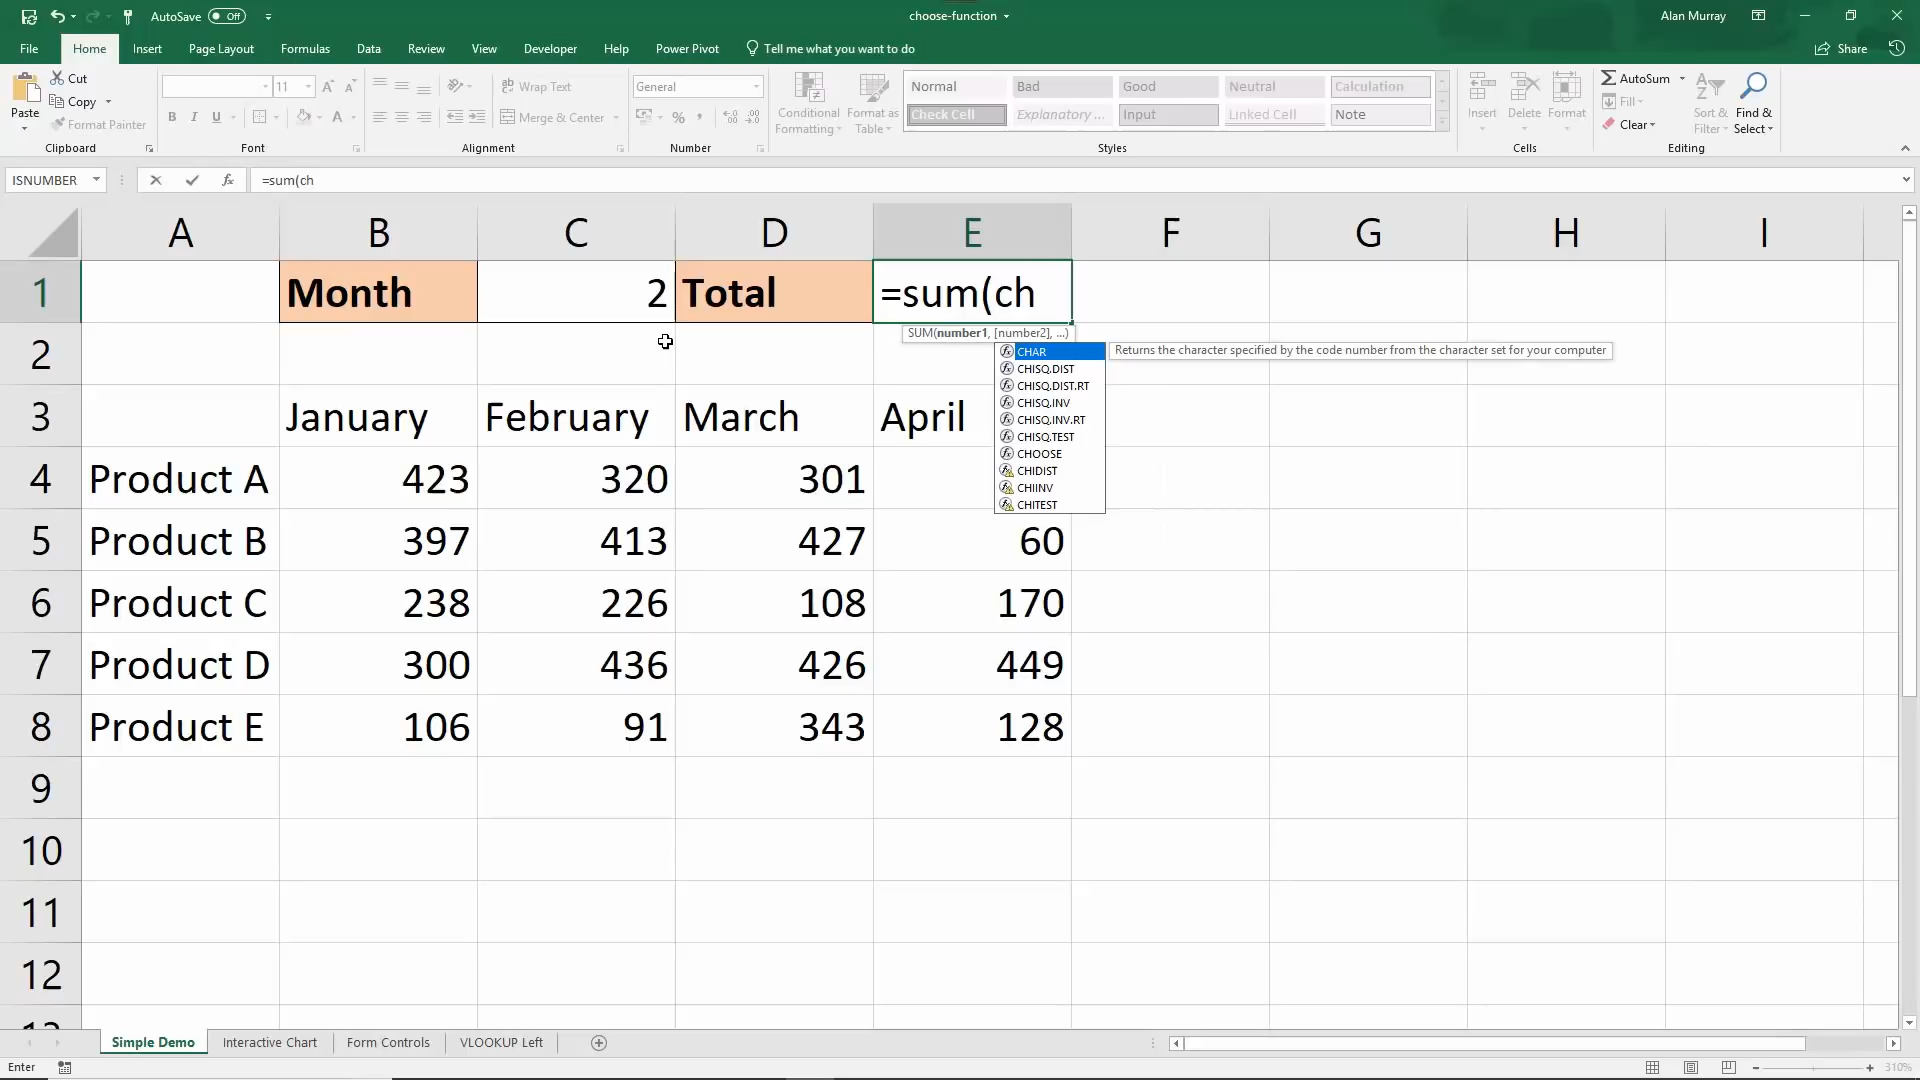 AutoSave Off
choose-function
Alan Murray
File Home Insert Page Layout Formulas Data Review View Developer Help Power Pivot Tell me what you want to do
Share
Cut
Copy
Format Painter
Paste
Clipboard
11
B I U
A
Font
Wrap Text
Merge & Center
Alignment
General
%
Number
Conditional Formatting
Format as Table
Normal Bad Good Neutral Calculation
Check Cell Explanatory ... Input Linked Cell Note
Styles
Insert Delete Format
Cells
AutoSum
Fill
Clear
Sort & Filter
Find & Select
Editing
ISNUMBER
fx
=sum(ch
A B C D E F G H I
1 Month 2 Total =sum(ch
SUM(number1, [number2], ...)
CHAR
Returns the character specified by the code number from the character set for your computer
CHISQ.DIST
CHISQ.DIST.RT
CHISQ.INV
CHISQ.INV.RT
CHISQ.TEST
CHOOSE
CHIDIST
CHIINV
CHITEST
2
3 January February March April
4 Product A 423 320 301
5 Product B 397 413 427 60
6 Product C 238 226 108 170
7 Product D 300 436 426 449
8 Product E 106 91 343 128
9
10
11
12
Simple Demo Interactive Chart Form Controls VLOOKUP Left
Enter
310%